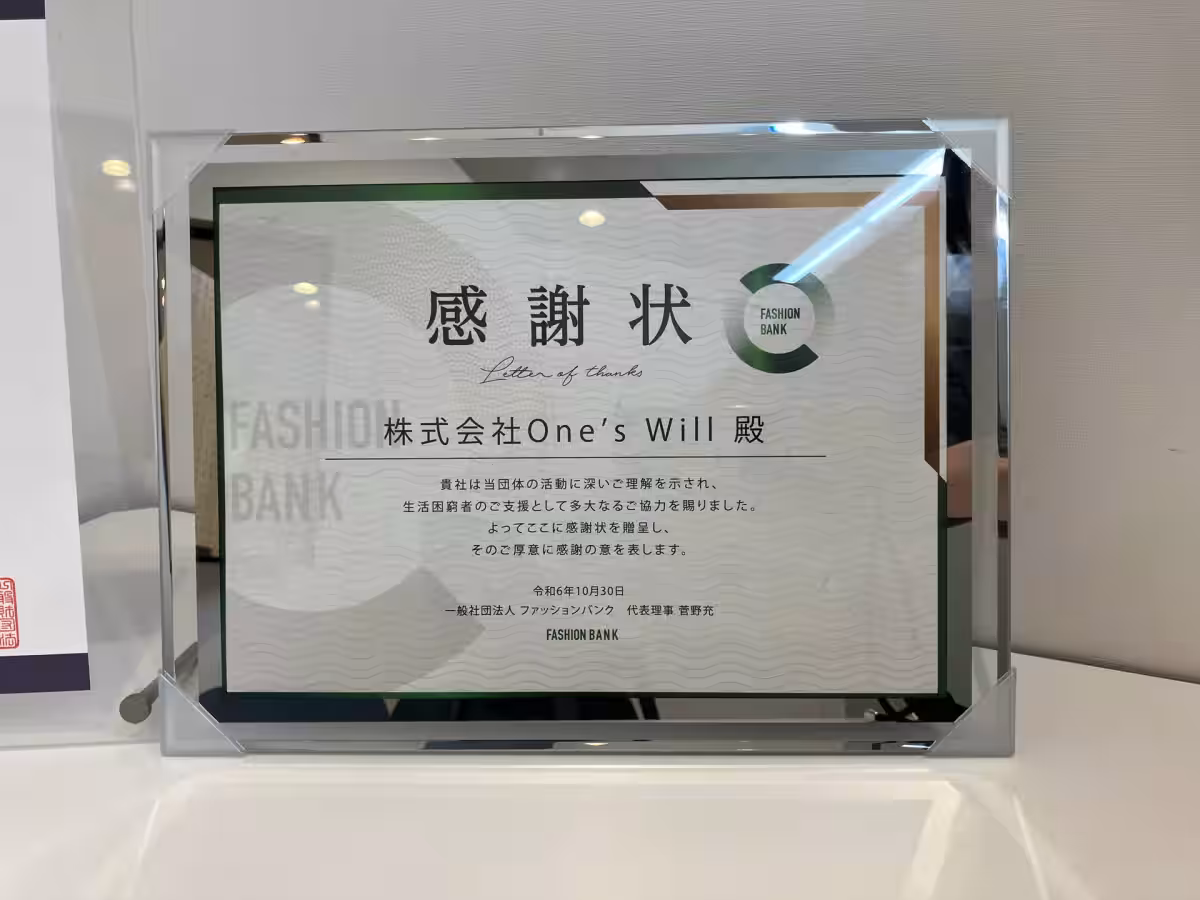 感謝状
FASHION
BANK
Letter of thanks
FASHION
BANK
株式会社One's Will 殿
貴社は当団体の活動に深いご理解を示され、
生活困窮者のご支援として多大なるご協力を賜りました。
よってここに感謝状を贈呈し、
そのご厚意に感謝の意を表します。
令和6年10月30日
一般社団法人 ファッションバンク 代表理事 菅野充
FASHION BANK